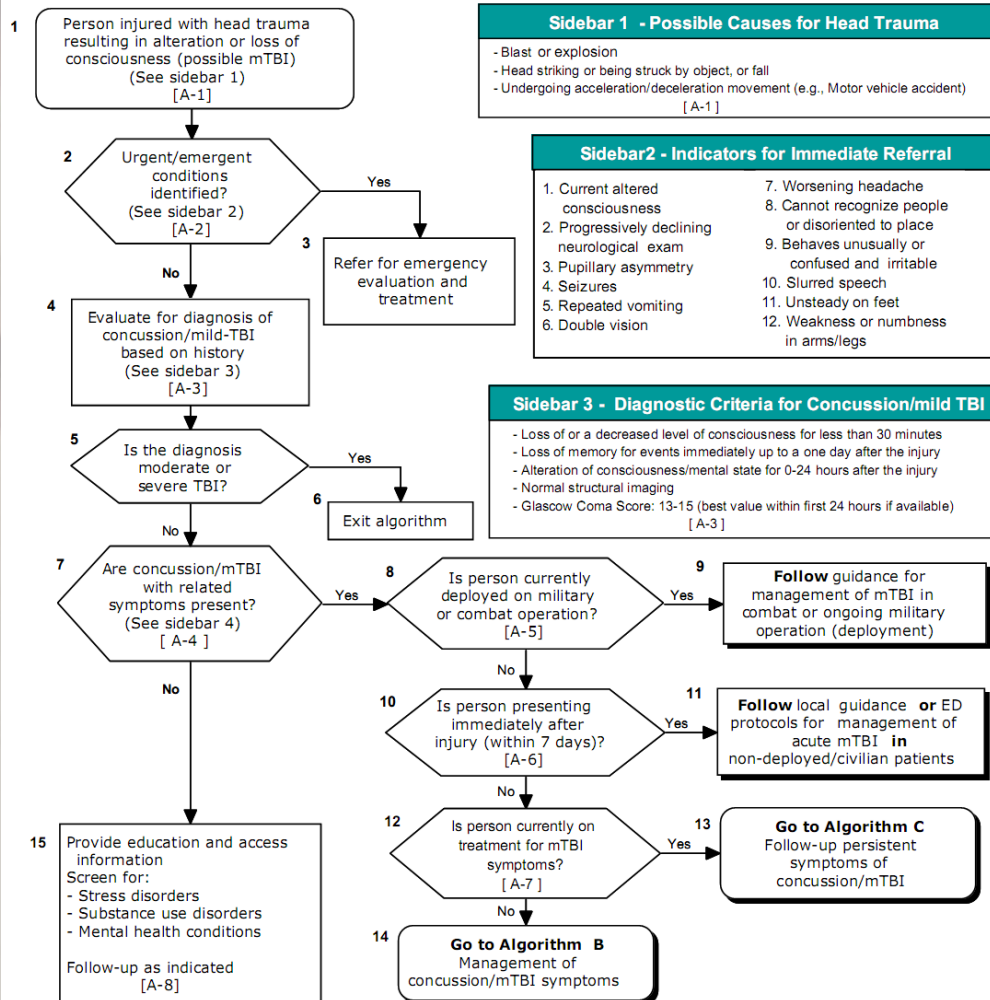 1
Person injured with head trauma
resulting in alteration or loss of
consciousness (possible mTBI)
(See sidebar 1)
[A-1]
Sidebar 1 - Possible Causes for Head Trauma
- Blast or explosion
- Head striking or being struck by object, or fall
- Undergoing acceleration/deceleration movement (e.g., Motor vehicle accident)
[ A-1 ]
2
Urgent/emergent
conditions
identified?
(See sidebar 2)
[A-2]
Yes
No
3
Refer for emergency
evaluation and
treatment
Sidebar2 - Indicators for Immediate Referral
1. Current altered
consciousness
2. Progressively declining
neurological exam
3. Pupillary asymmetry
4. Seizures
5. Repeated vomiting
6. Double vision
7. Worsening headache
8. Cannot recognize people
or disoriented to place
9. Behaves unusually or
confused and irritable
10. Slurred speech
11. Unsteady on feet
12. Weakness or numbness
in arms/legs
4
Evaluate for diagnosis of
concussion/mild-TBI
based on history
(See sidebar 3)
[A-3]
Sidebar 3 - Diagnostic Criteria for Concussion/mild TBI
- Loss of or a decreased level of consciousness for less than 30 minutes
- Loss of memory for events immediately up to a one day after the injury
- Alteration of consciousness/mental state for 0-24 hours after the injury
- Normal structural imaging
- Glascow Coma Score: 13-15 (best value within first 24 hours if available)
[ A-3 ]
5
Is the diagnosis
moderate or
severe TBI?
Yes
No
6
Exit algorithm
7
Are concussion/mTBI
with related
symptoms present?
(See sidebar 4)
[ A-4 ]
Yes
No
8
Is person currently
deployed on military
or combat operation?
[A-5]
Yes
No
9
Follow guidance for
management of mTBI in
combat or ongoing military
operation (deployment)
10
Is person presenting
immediately after
injury (within 7 days)?
[A-6]
Yes
No
11
Follow local guidance or ED
protocols for management of
acute mTBI in
non-deployed/civilian patients
12
Is person currently on
treatment for mTBI
symptoms?
[ A-7 ]
Yes
No
13
Go to Algorithm C
Follow-up persistent
symptoms of
concussion/mTBI
14
Go to Algorithm B
Management of
concussion/mTBI symptoms
15
Provide education and access
information
Screen for:
- Stress disorders
- Substance use disorders
- Mental health conditions
Follow-up as indicated
[A-8]